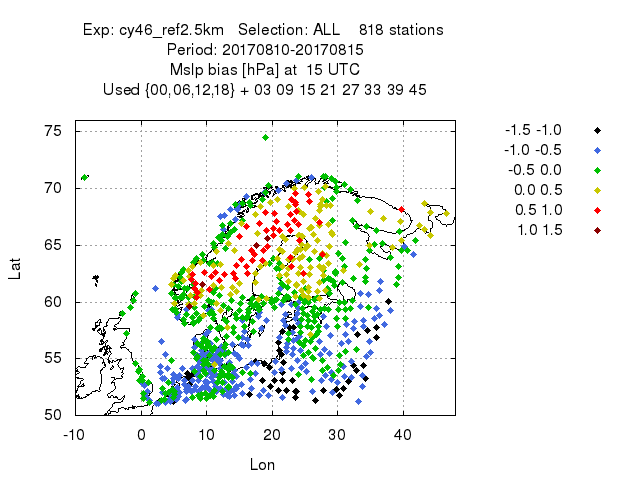 Exp: cy46_ref2.5km   Selection: ALL    818 stations
Period: 20170810-20170815
Mslp bias [hPa] at  15 UTC
Used {00,06,12,18} + 03 09 15 21 27 33 39 45
-1.5 -1.0
-1.0 -0.5
-0.5 0.0
0.0 0.5
0.5 1.0
1.0 1.5
75
70
65
60
55
50
Lat
-10 0 10 20 30 40
Lon